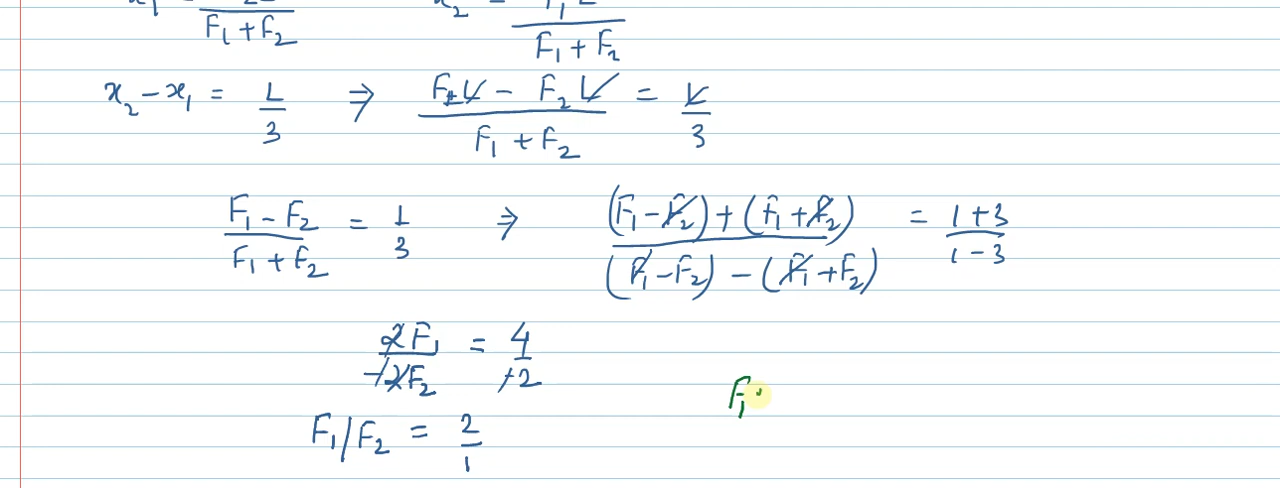 F₁ + F₂ F₁ + F₂
x₂ − x₁ = L/3 ⇒ (F₁L − F₂L)/(F₁ + F₂) = L/3
(F₁ − F₂)/(F₁ + F₂) = 1/3 ⇒ ((F₁ − F₂) + (F₁ + F₂))/((F₁ − F₂) − (F₁ + F₂)) = (1 + 3)/(1 − 3)
2F₁/−2F₂ = 4/−2
F₁
F₁/F₂ = 2/1